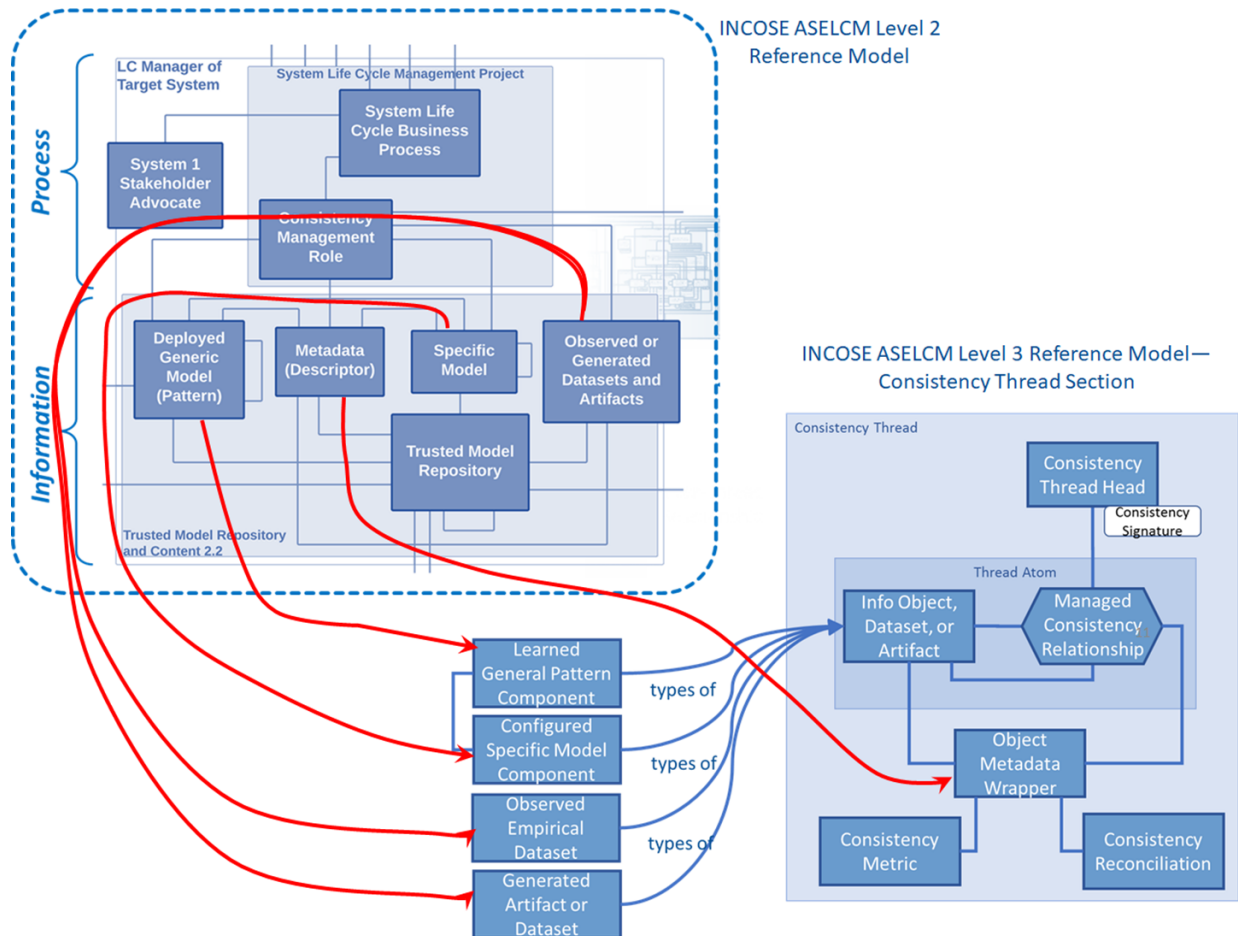 INCOSE ASELCM Level 2
Reference Model
LC Manager of
Target System
System Life Cycle Management Project
Process
System Life
Cycle Business
Process
System 1
Stakeholder
Advocate
Consistency
Management
Role
Information
Deployed
Generic
Model
(Pattern)
Metadata
(Descriptor)
Specific
Model
Observed or
Generated
Datasets and
Artifacts
Trusted Model
Repository
Trusted Model Repository
and Content 2.2
INCOSE ASELCM Level 3 Reference Model—
Consistency Thread Section
Consistency Thread
Consistency
Thread Head
Consistency
Signature
Thread Atom
Info Object,
Dataset, or
Artifact
Managed
Consistency
Relationship
Object
Metadata
Wrapper
Consistency
Metric
Consistency
Reconciliation
Learned
General Pattern
Component
types of
Configured
Specific Model
Component
types of
Observed
Empirical
Dataset
types of
Generated
Artifact or
Dataset